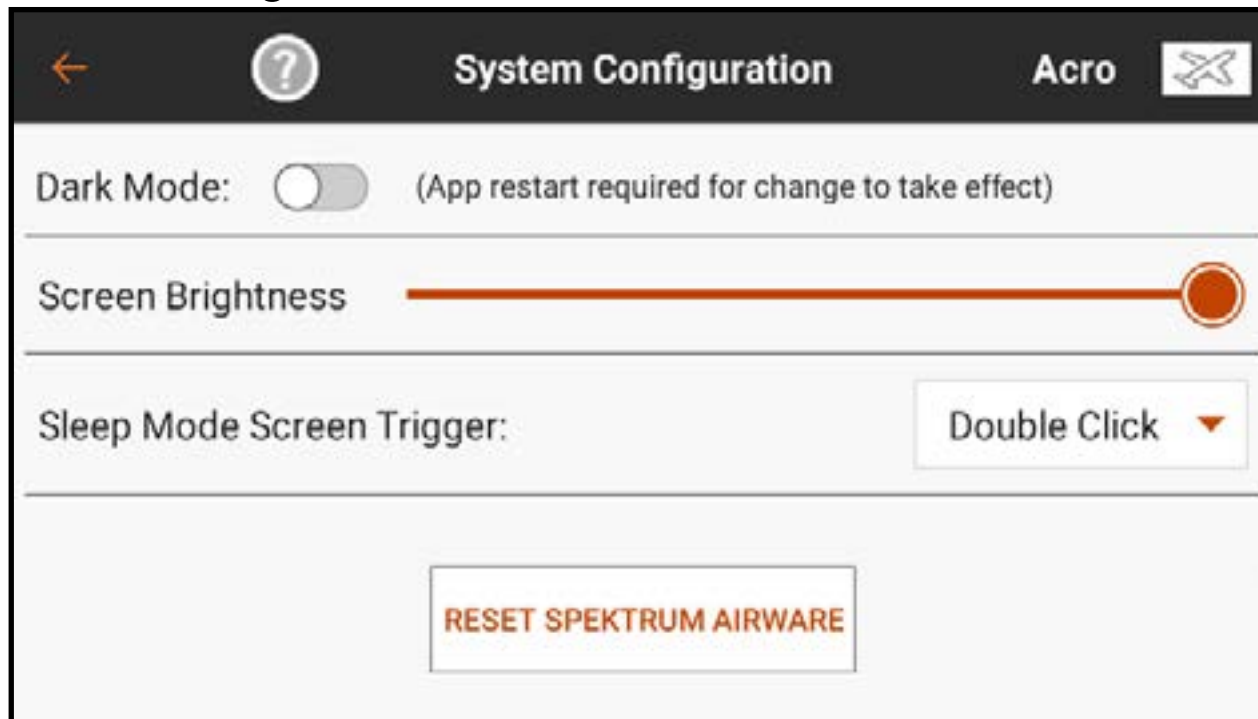 ? System Configuration Acro
Dark Mode: (App restart required for change to take effect)
Screen Brightness
Sleep Mode Screen Trigger: Double Click
RESET SPEKTRUM AIRWARE